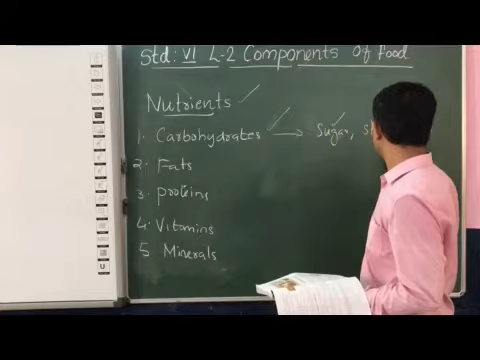 Std: VI L-2 Components of Food
Nutrients
1. Carbohydrates → Sugar, s
2. Fats
3. proteins
4. Vitamins
5 Minerals